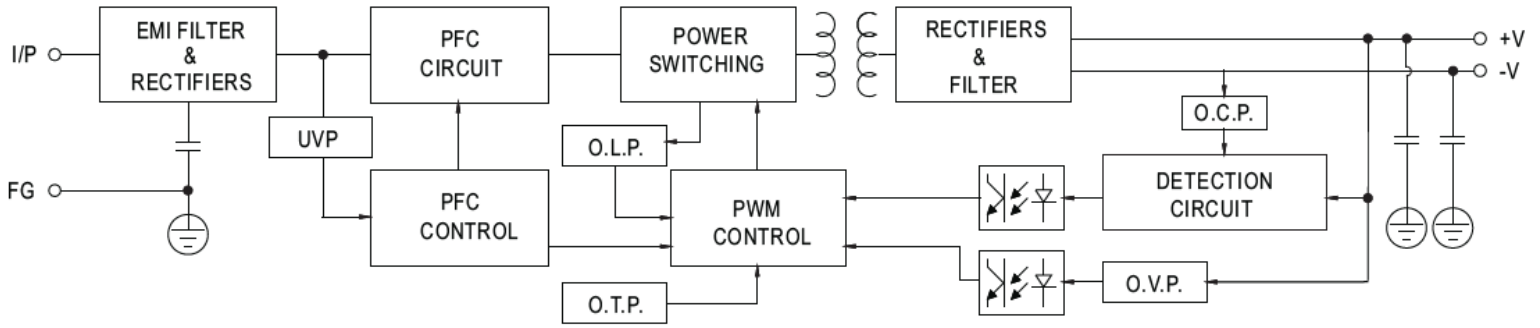 I/P
EMI FILTER
&
RECTIFIERS
PFC
CIRCUIT
POWER
SWITCHING
RECTIFIERS
&
FILTER
+V
-V
UVP
O.L.P.
O.C.P.
FG
PFC
CONTROL
PWM
CONTROL
DETECTION
CIRCUIT
O.T.P.
O.V.P.